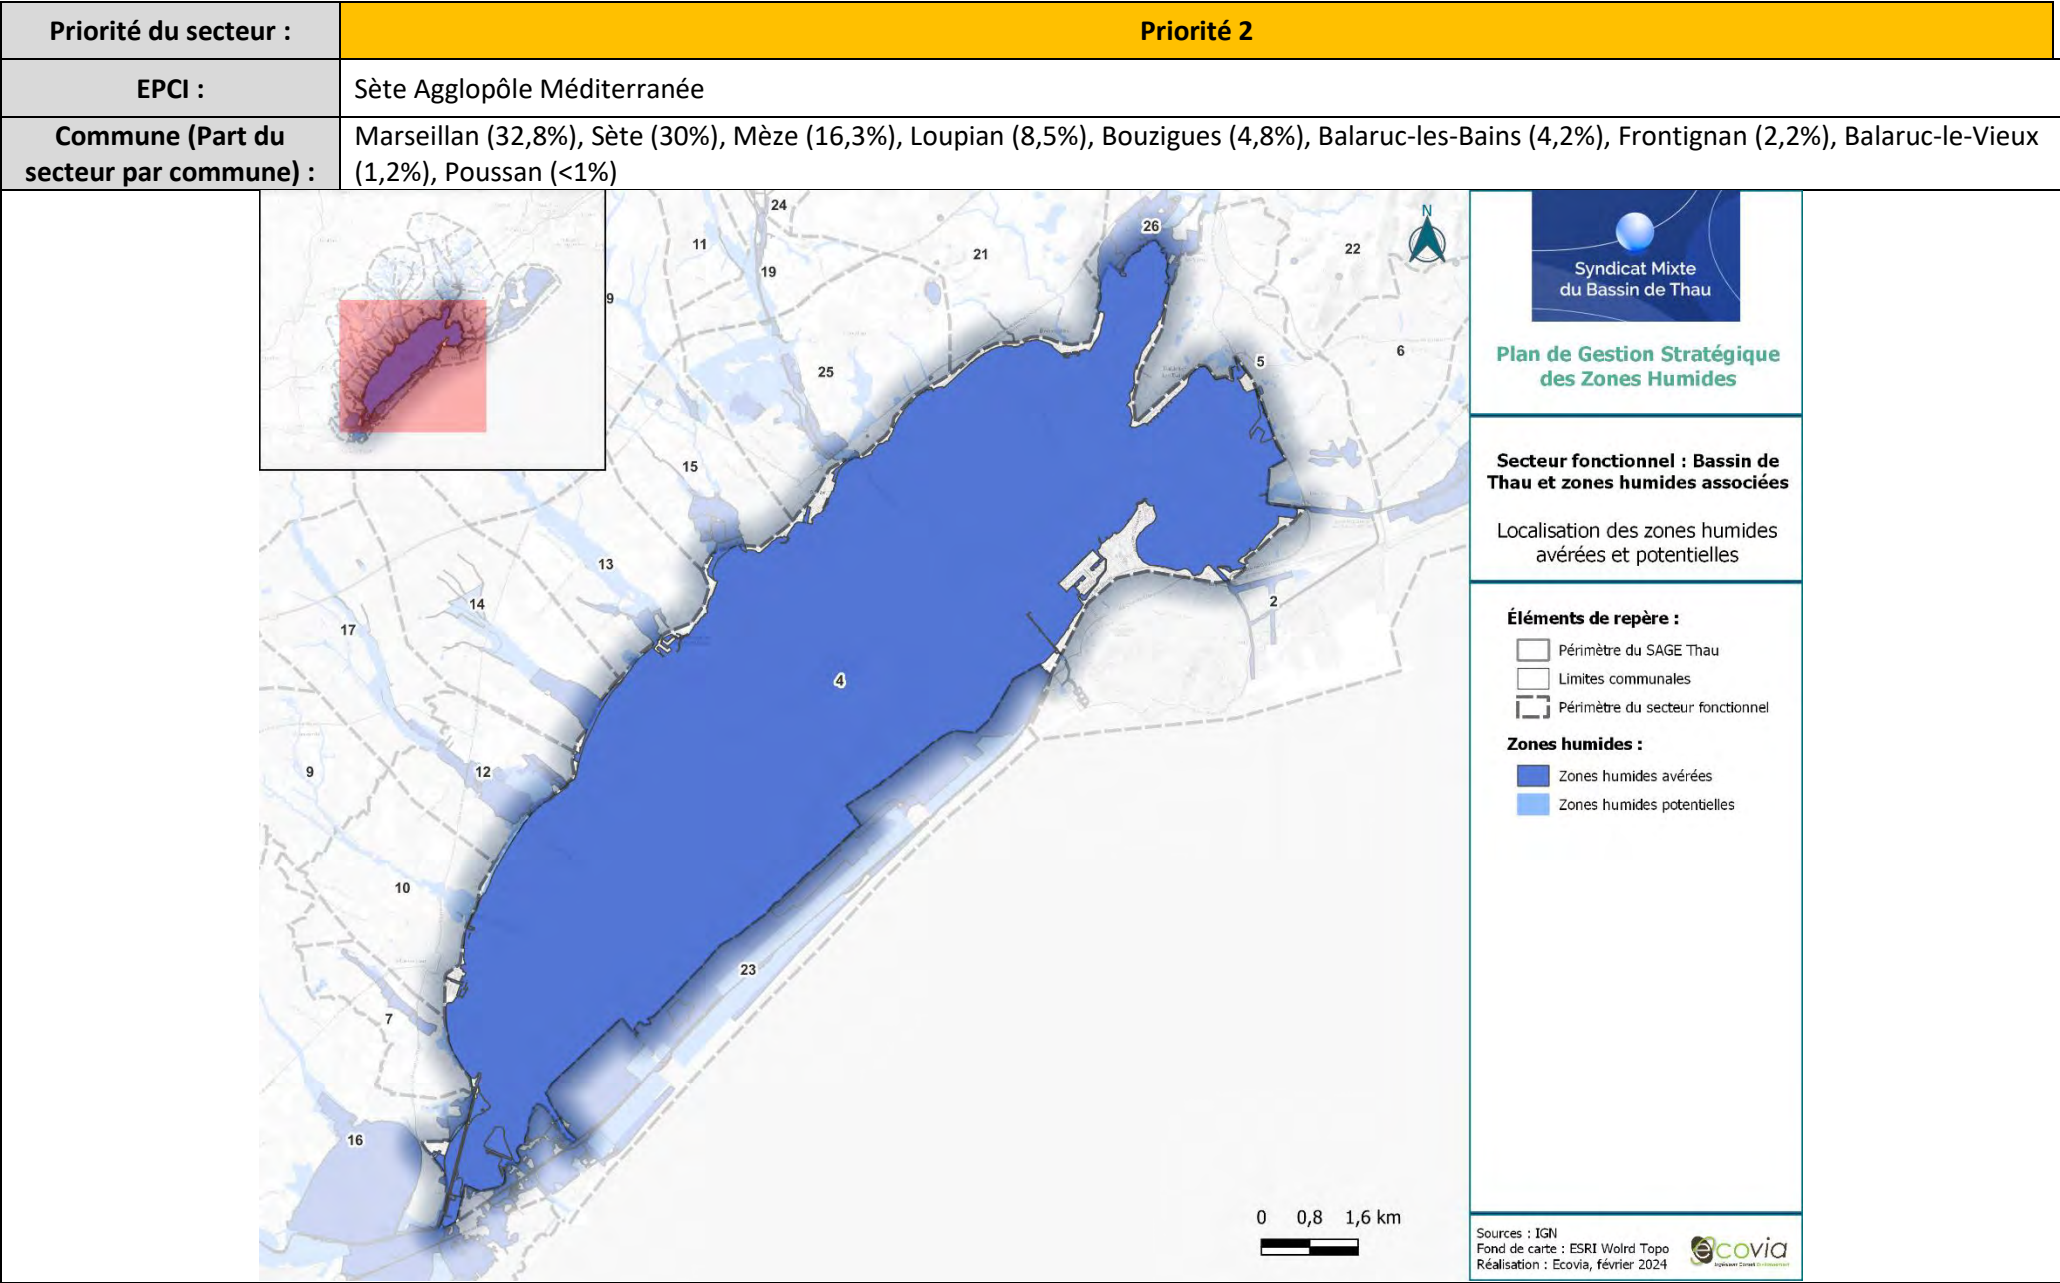 Priorité du secteur :
Priorité 2
EPCI :
Sète Agglopôle Méditerranée
Commune (Part du
secteur par commune) :
Marseillan (32,8%), Sète (30%), Mèze (16,3%), Loupian (8,5%), Bouzigues (4,8%), Balaruc-les-Bains (4,2%), Frontignan (2,2%), Balaruc-le-Vieux
(1,2%), Poussan (<1%)
24
26
11
21
22
19
9
25
6
5
15
13
14
2
17
4
9
12
10
23
7
16
N
0 0,8 1,6 km
Syndicat Mixte
du Bassin de Thau
Plan de Gestion Stratégique
des Zones Humides
Secteur fonctionnel : Bassin de
Thau et zones humides associées
Localisation des zones humides
avérées et potentielles
Éléments de repère :
Périmètre du SAGE Thau
Limites communales
Périmètre du secteur fonctionnel
Zones humides :
Zones humides avérées
Zones humides potentielles
Sources : IGN
Fond de carte : ESRI Wolrd Topo
Réalisation : Ecovia, février 2024
ecovia